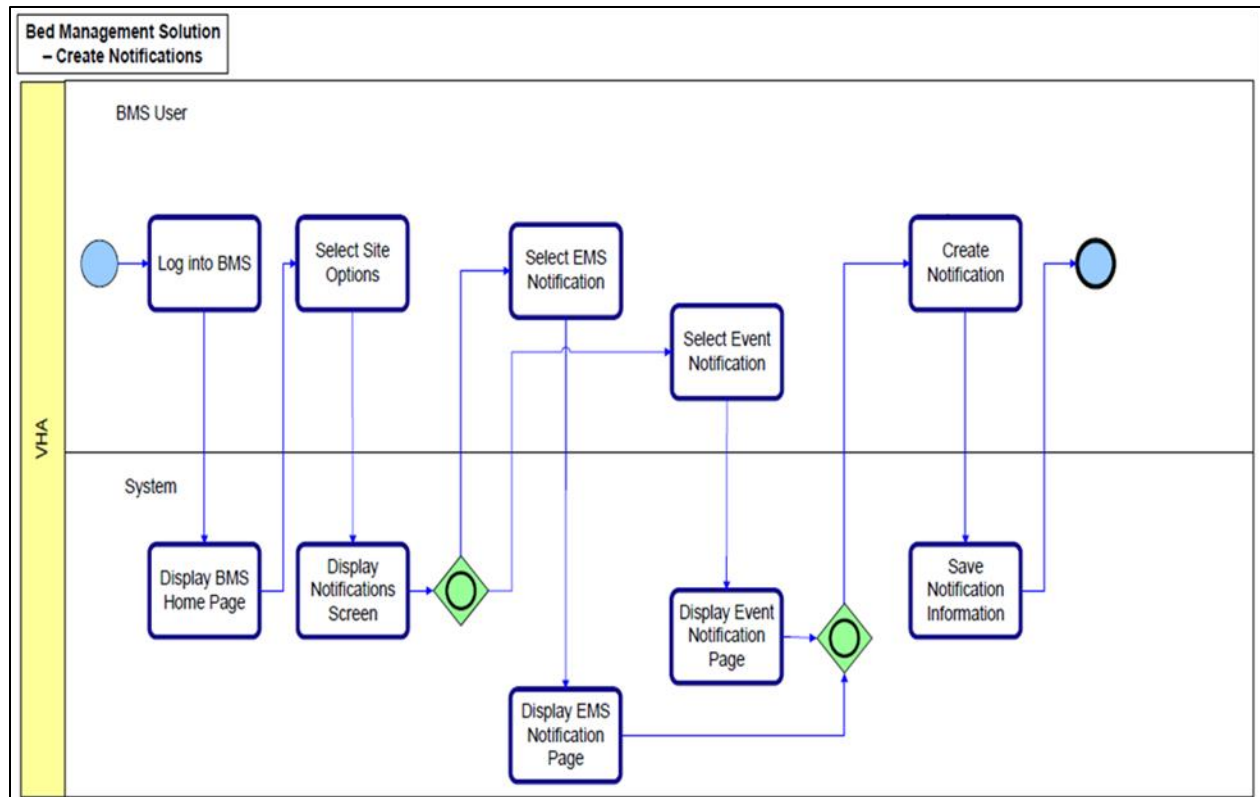 Bed Management Solution
– Create Notifications
VHA
BMS User
Log into BMS
Select Site
Options
Select EMS
Notification
Select Event
Notification
Create
Notification
System
Display BMS
Home Page
Display
Notifications
Screen
Display EMS
Notification
Page
Display Event
Notification
Page
Save
Notification
Information